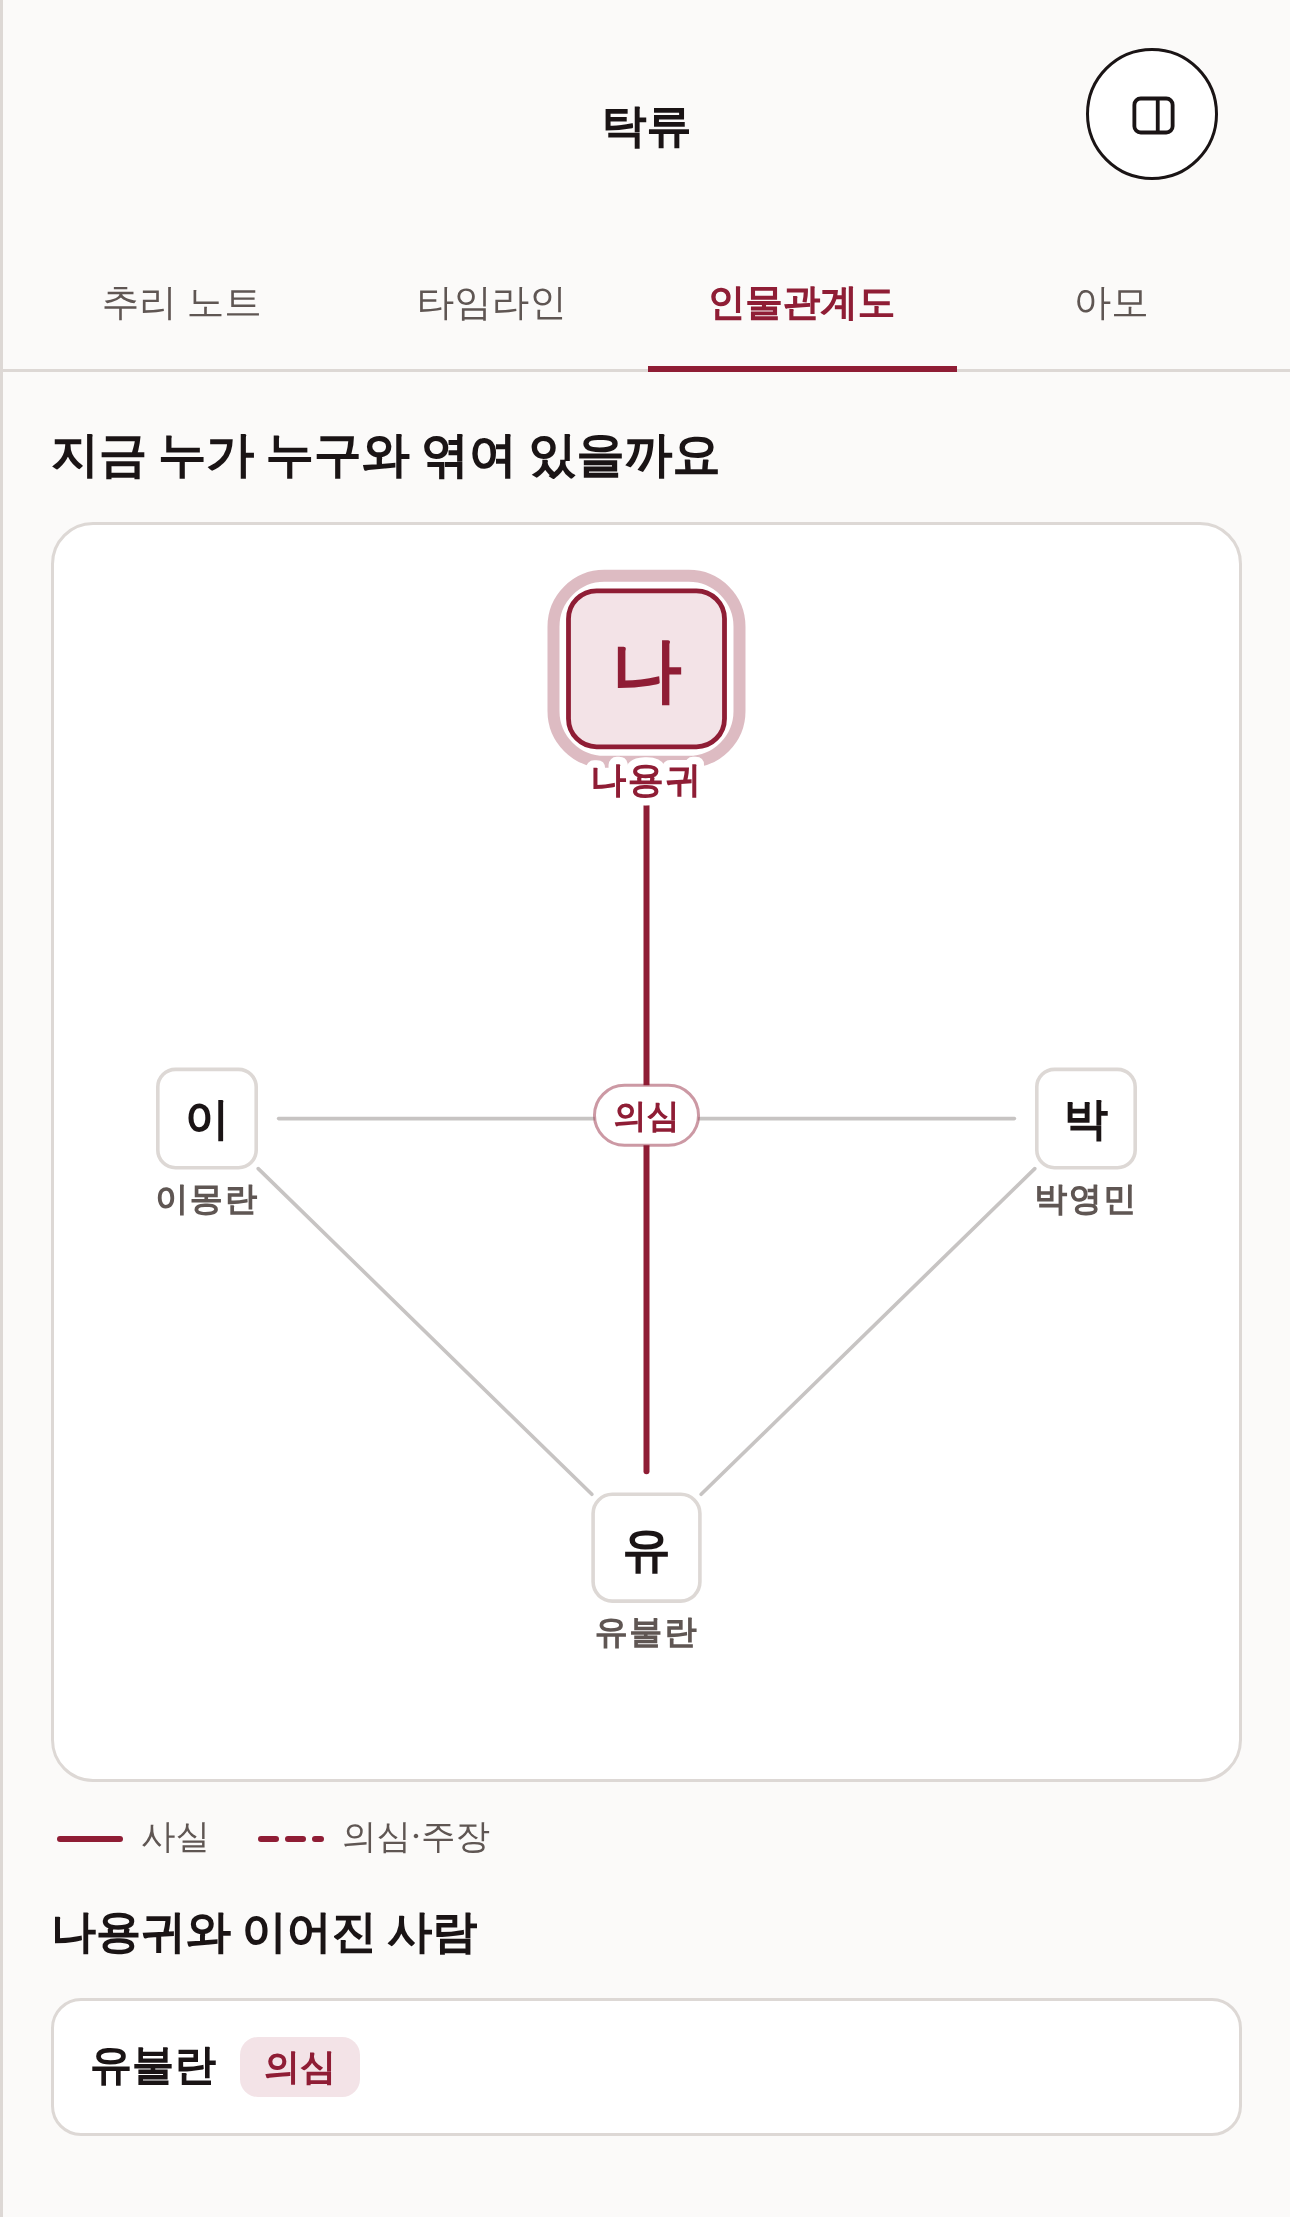 탁류
추리 노트 타임라인 인물관계도 아모
지금 누가 누구와 엮여 있을까요
나
나용귀
이 의심 박
이몽란 박영민
유
유불란
사실 의심·주장
나용귀와 이어진 사람
유불란 의심